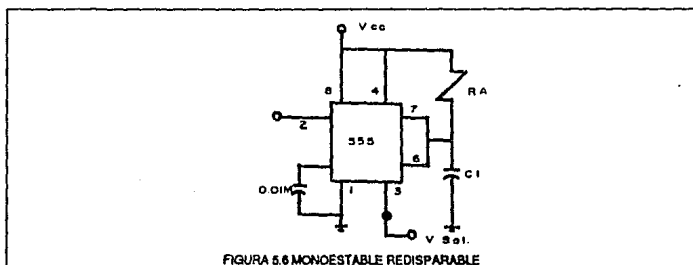 Vcc
8 4 RA
7
2 555
6
0.01M 1 3 C1
V Sal.
FIGURA 5.6 MONOESTABLE REDISPARABLE